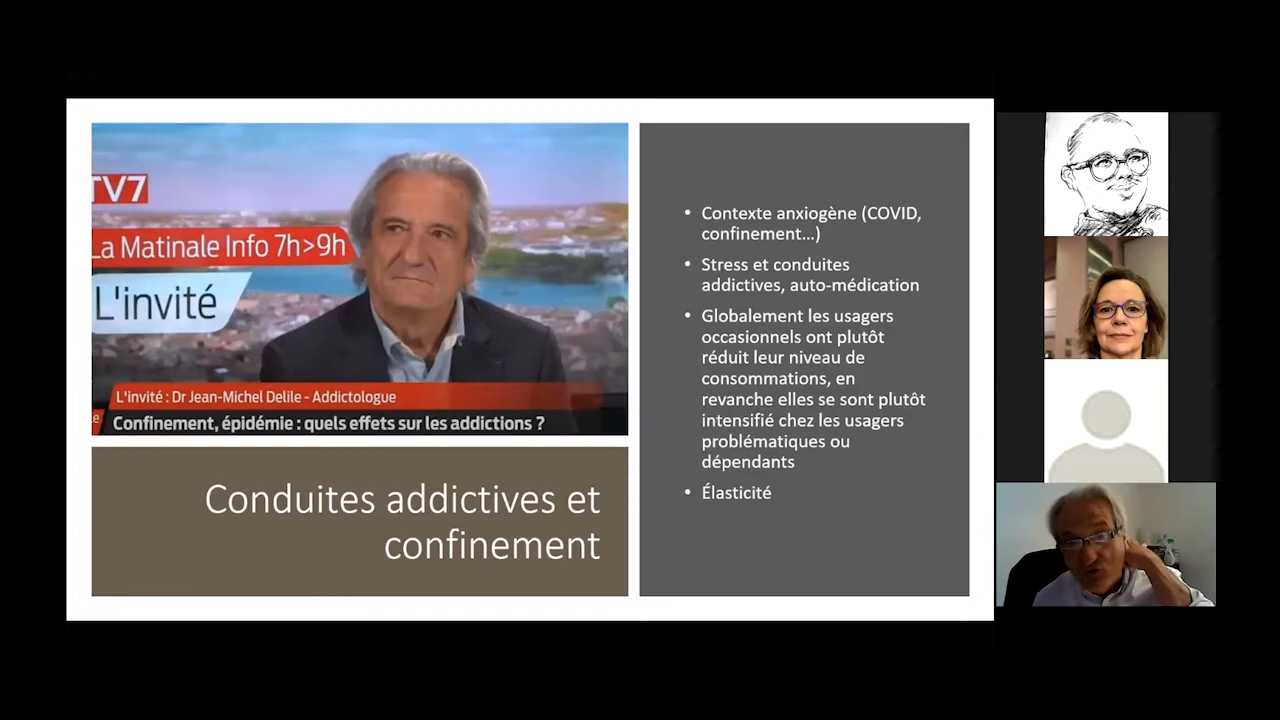 TV7
La Matinale Info 7h>9h
L'invité
L'invité : Dr Jean-Michel Delile - Addictologue
Confinement, épidémie : quels effets sur les addictions ?
Conduites addictives et
confinement
• Contexte anxiogène (COVID,
confinement…)
• Stress et conduites
addictives, auto-médication
• Globalement les usagers
occasionnels ont plutôt
réduit leur niveau de
consommations, en
revanche elles se sont plutôt
intensifié chez les usagers
problématiques ou
dépendants
• Élasticité